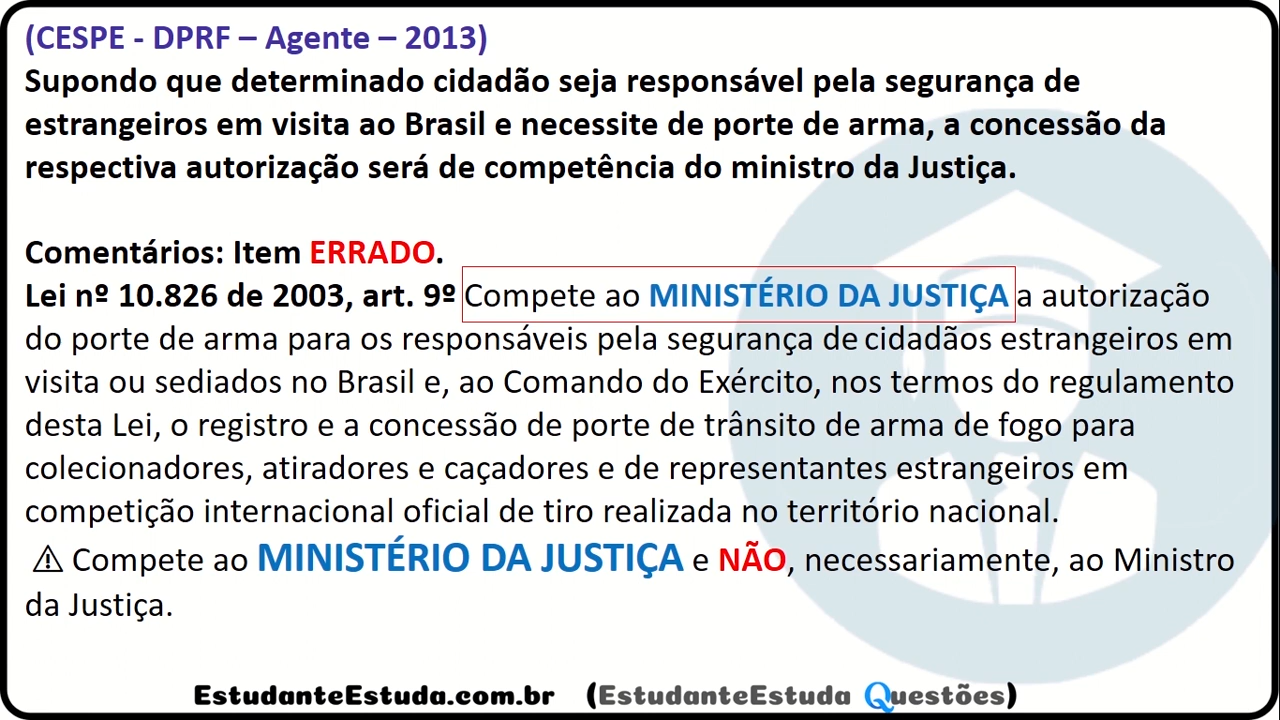 (CESPE - DPRF – Agente – 2013)
Supondo que determinado cidadão seja responsável pela segurança de
estrangeiros em visita ao Brasil e necessite de porte de arma, a concessão da
respectiva autorização será de competência do ministro da Justiça.
Comentários: Item ERRADO.
Lei nº 10.826 de 2003, art. 9º Compete ao MINISTÉRIO DA JUSTIÇA a autorização
do porte de arma para os responsáveis pela segurança de cidadãos estrangeiros em
visita ou sediados no Brasil e, ao Comando do Exército, nos termos do regulamento
desta Lei, o registro e a concessão de porte de trânsito de arma de fogo para
colecionadores, atiradores e caçadores e de representantes estrangeiros em
competição internacional oficial de tiro realizada no território nacional.
⚠ Compete ao MINISTÉRIO DA JUSTIÇA e NÃO, necessariamente, ao Ministro
da Justiça.
EstudanteEstuda.com.br (EstudanteEstuda Questões)